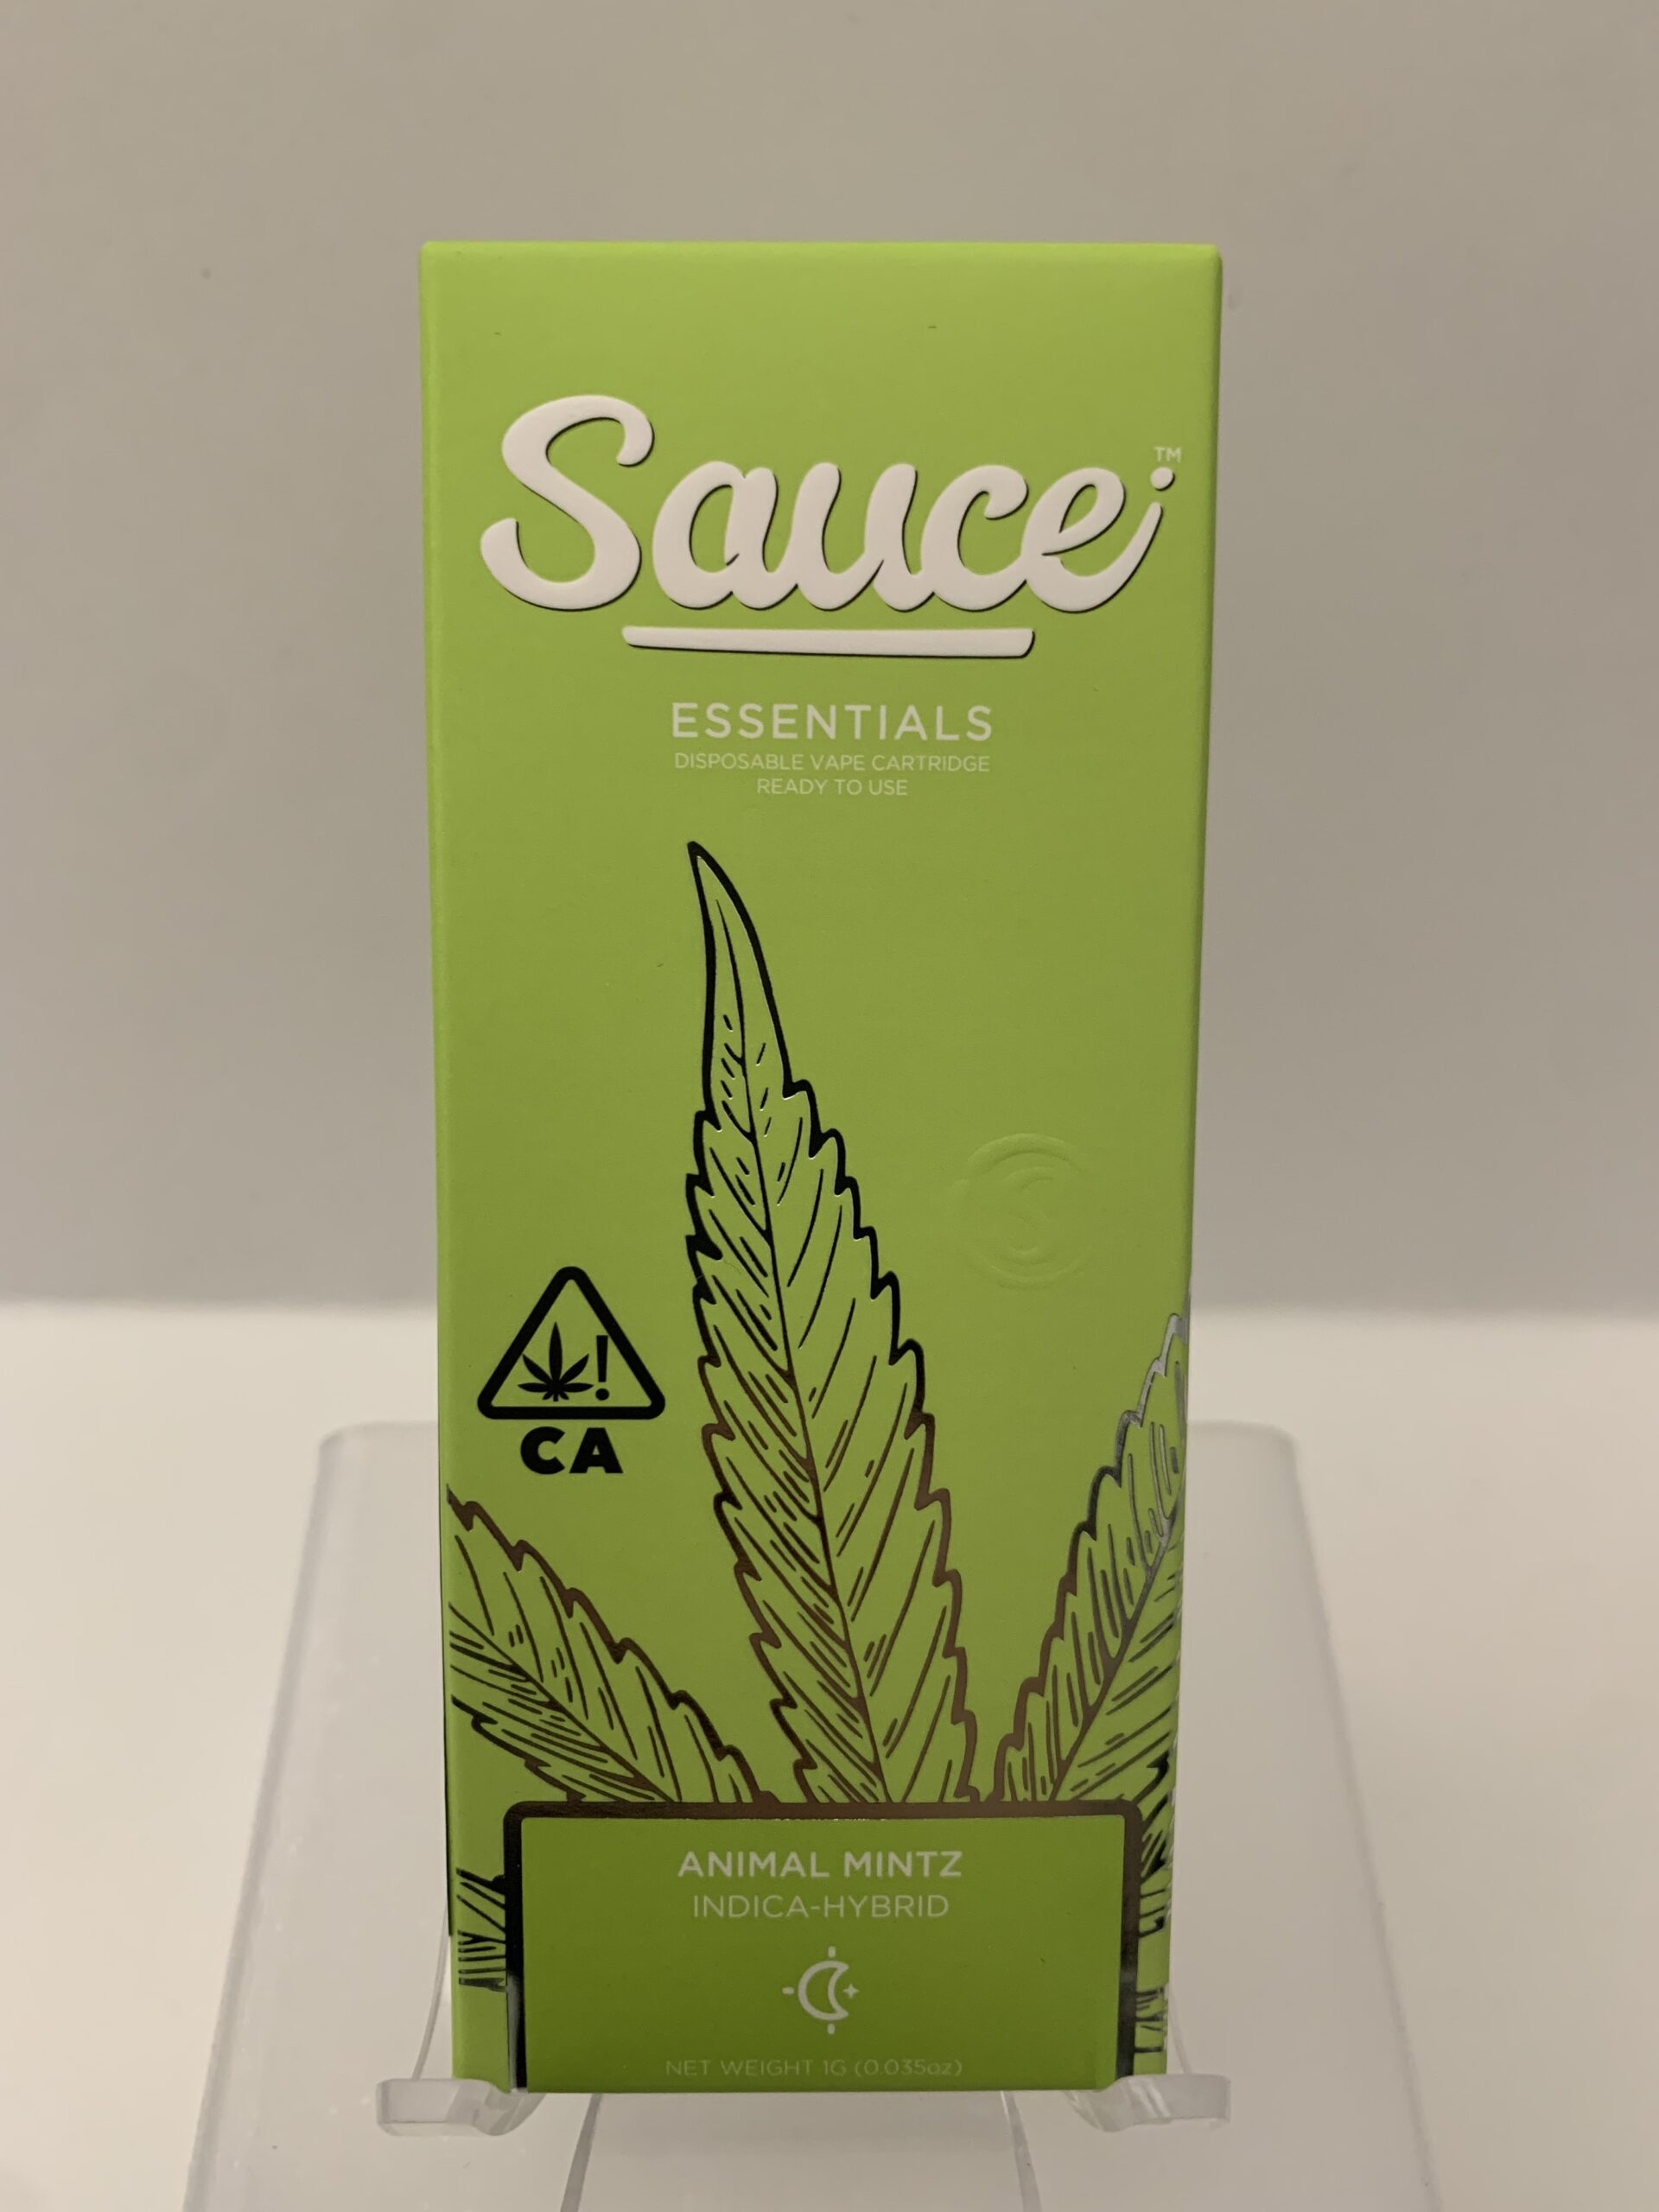 Sauce™
ESSENTIALS
DISPOSABLE VAPE CARTRIDGE
READY TO USE
!
CA
ANIMAL MINTZ
INDICA-HYBRID
NET WEIGHT 1G (0.035oz)